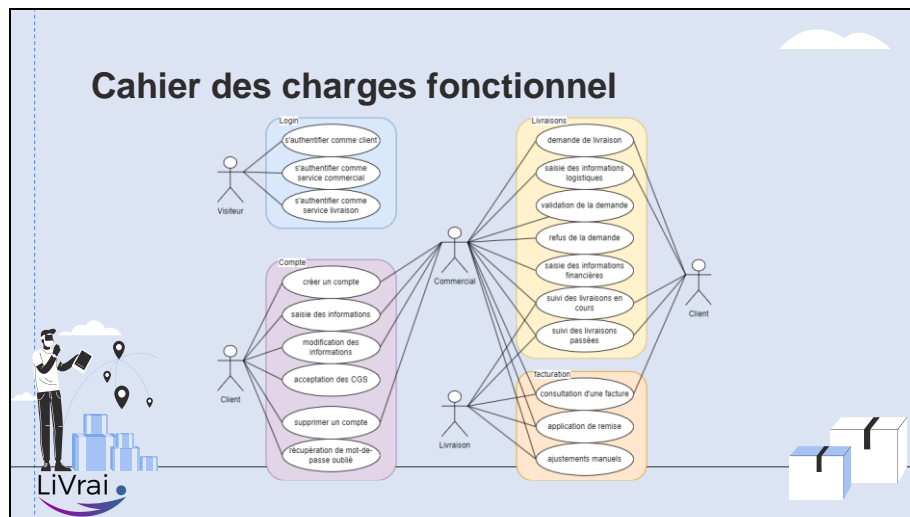 Cahier des charges fonctionnel
Login
s'authentifier comme client
s'authentifier comme
service commercial
s'authentifier comme
service livraison
Visiteur
Compte
créer un compte
saisie des informations
modification des
informations
acceptation des CGS
supprimer un compte
récupération de mot-de-
passe oublié
Client
Commercial
Livraison
Livraisons
demande de livraison
saisie des informations
logistiques
validation de la demande
refus de la demande
saisie des informations
financières
suivi des livraisons en
cours
suivi des livraisons
passées
Client
facturation
consultation d'une facture
application de remise
ajustements manuels
LiVrai